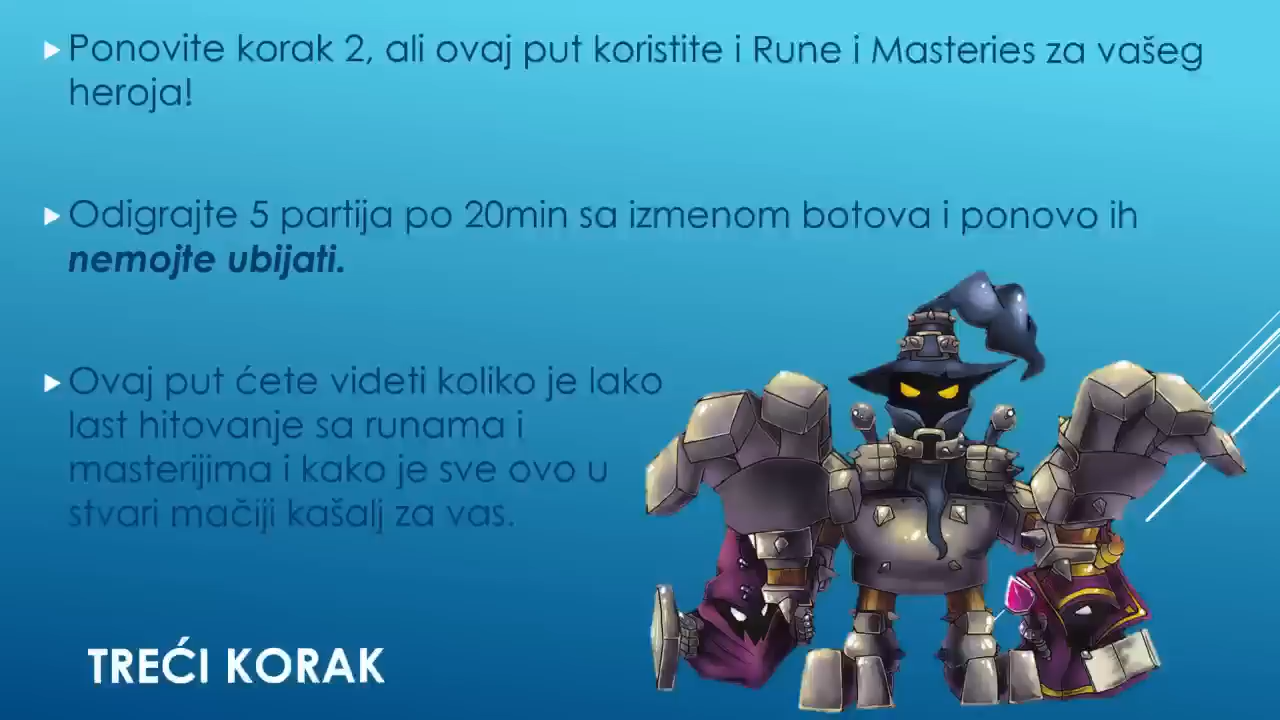 Ponovite korak 2, ali ovaj put koristite i Rune i Masteries za vašeg
heroja!
Odigrajte 5 partija po 20min sa izmenom botova i ponovo ih
nemojte ubijati.
Ovaj put ćete videti koliko je lako
last hitovanje sa runama i
masterijima i kako je sve ovo u
stvari mačiji kašalj za vas.
TREĆI KORAK